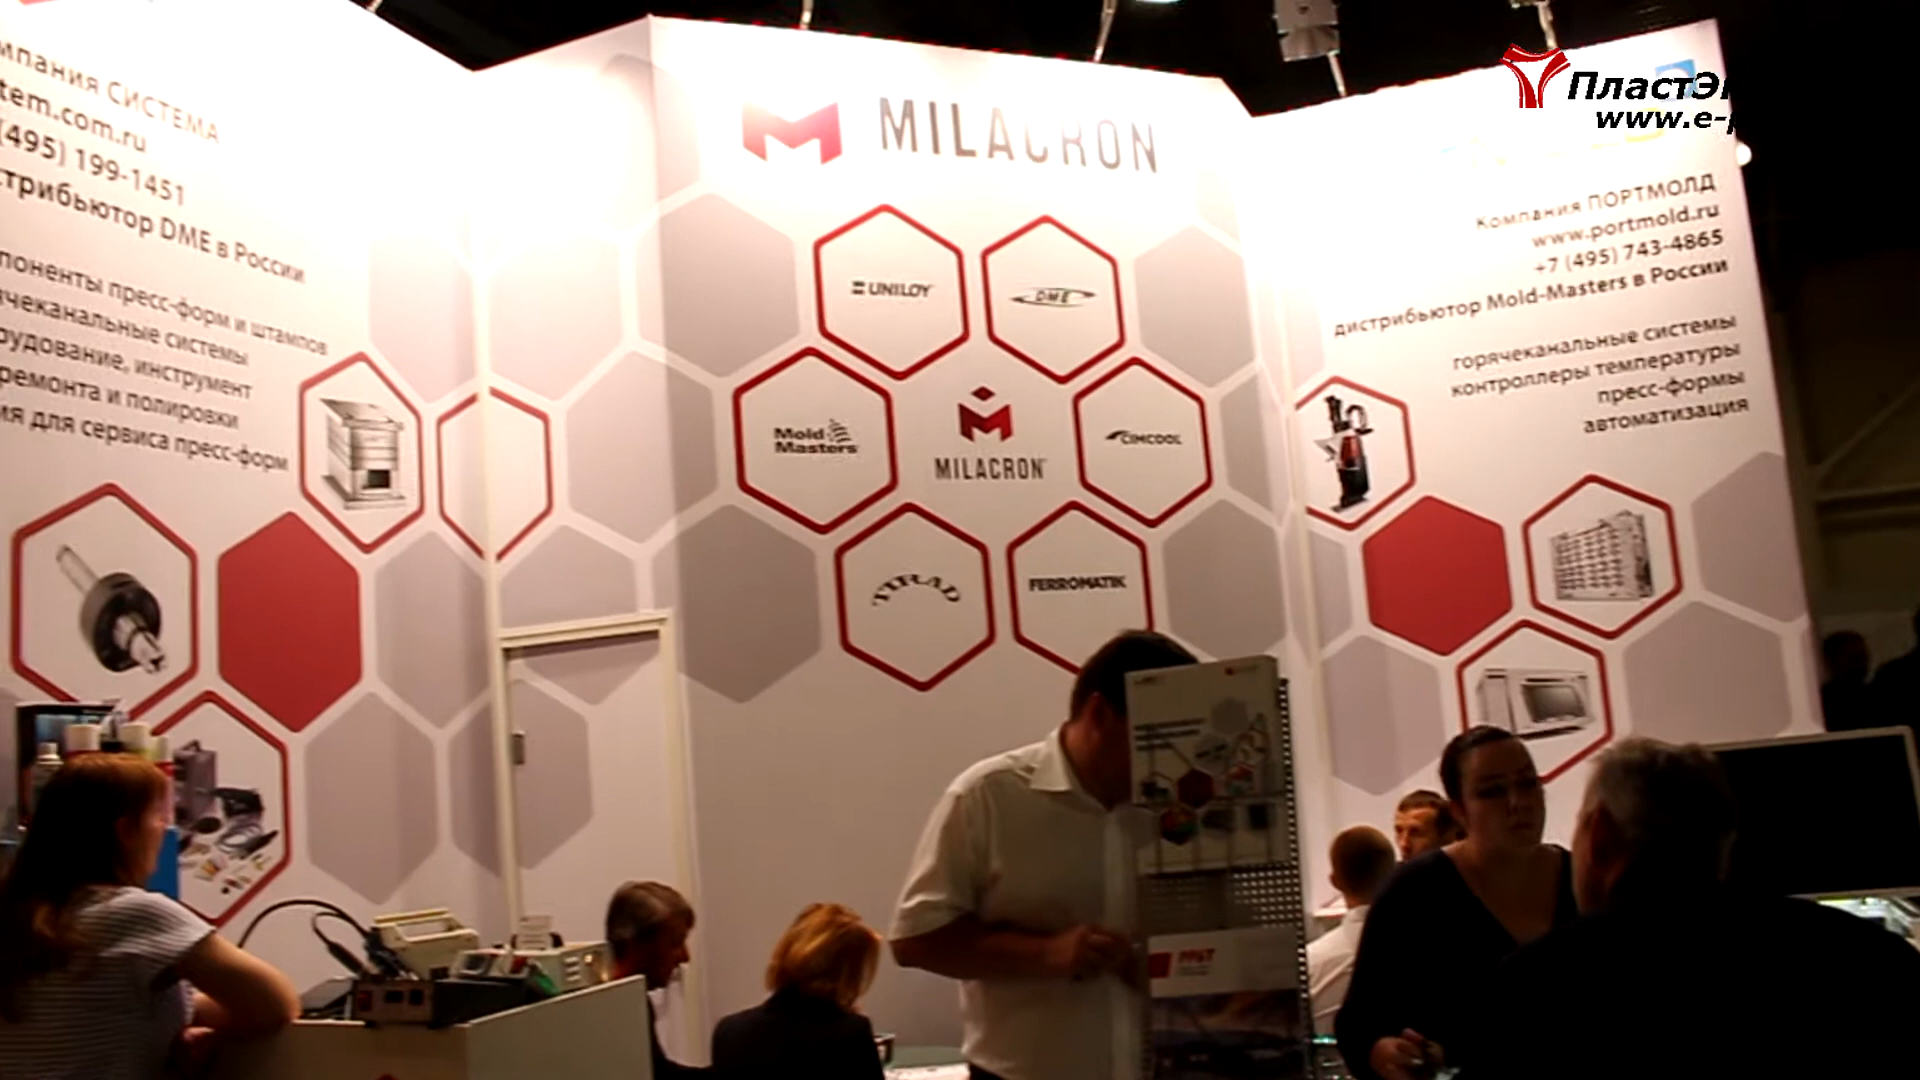 мпания СИСТЕМА
tem.com.ru
(495) 199-1451
стрибьютор DME в России
поненты пресс-форм и штампов
ячеканальные системы
рудование, инструмент
ремонта и полировки
ия для сервиса пресс-форм
MILACRON
UNILOY
DME
Mold
Masters
MILACRON
CIMCOOL
TIRAD
FERROMATIK
ПластЭ
www.e-
Компания ПОРТМОЛД
www.portmold.ru
+7 (495) 743-4865
дистрибьютор Mold-Masters в России
горячеканальные системы
контроллеры температуры
пресс-формы
автоматизация